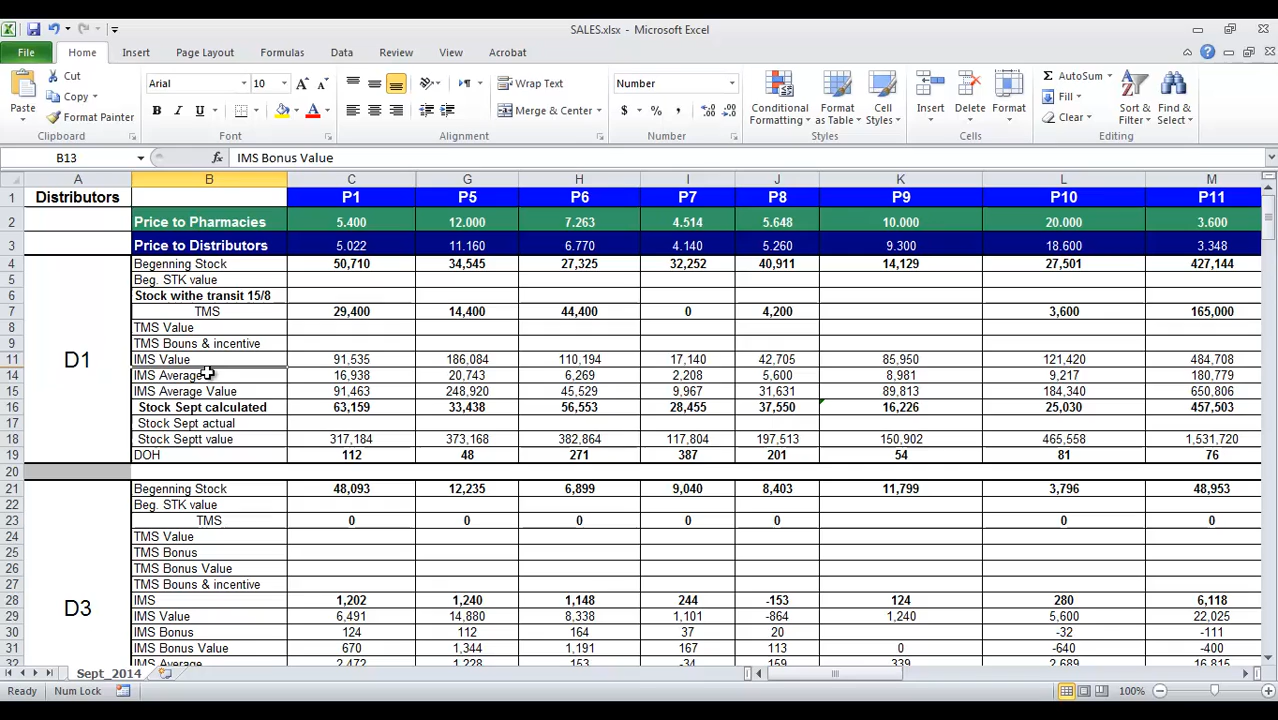 SALES.xlsx - Microsoft Excel
File Home Insert Page Layout Formulas Data Review View Acrobat
Paste Cut Copy Format Painter Clipboard
Arial 10 A A B I U A Font
Wrap Text Merge & Center Alignment
Number $ % , Number
Conditional Formatting Format as Table Cell Styles Styles
Insert Delete Format Cells
Σ AutoSum Fill Clear Sort & Filter Find & Select Editing
B13 fx IMS Bonus Value
A B C G H I J K L M
1 Distributors P1 P5 P6 P7 P8 P9 P10 P11
2 Price to Pharmacies 5.400 12.000 7.263 4.514 5.648 10.000 20.000 3.600
3 Price to Distributors 5.022 11.160 6.770 4.140 5.260 9.300 18.600 3.348
4 Begenning Stock 50,710 34,545 27,325 32,252 40,911 14,129 27,501 427,144
5 Beg. STK value
6 Stock withe transit 15/8
7 TMS 29,400 14,400 44,400 0 4,200 3,600 165,000
8 TMS Value
9 TMS Bouns & incentive
11 D1 IMS Value 91,535 186,084 110,194 17,140 42,705 85,950 121,420 484,708
14 IMS Average 16,938 20,743 6,269 2,208 5,600 8,981 9,217 180,779
15 IMS Average Value 91,463 248,920 45,529 9,967 31,631 89,813 184,340 650,806
16 Stock Sept calculated 63,159 33,438 56,553 28,455 37,550 16,226 25,030 457,503
17 Stock Sept actual
18 Stock Septt value 317,184 373,168 382,864 117,804 197,513 150,902 465,558 1,531,720
19 DOH 112 48 271 387 201 54 81 76
20
21 Begenning Stock 48,093 12,235 6,899 9,040 8,403 11,799 3,796 48,953
22 Beg. STK value
23 TMS 0 0 0 0 0 0 0
24 TMS Value
25 TMS Bonus
26 TMS Bonus Value
27 TMS Bouns & incentive
28 D3 IMS 1,202 1,240 1,148 244 -153 124 280 6,118
29 IMS Value 6,491 14,880 8,338 1,101 -864 1,240 5,600 22,025
30 IMS Bonus 124 112 164 37 20 -32 -111
31 IMS Bonus Value 670 1,344 1,191 167 113 0 -640 -400
32 IMS Average 2,472 1,228 153 -34 159 339 2,689 16,815
Sept_2014
Ready Num Lock 100%